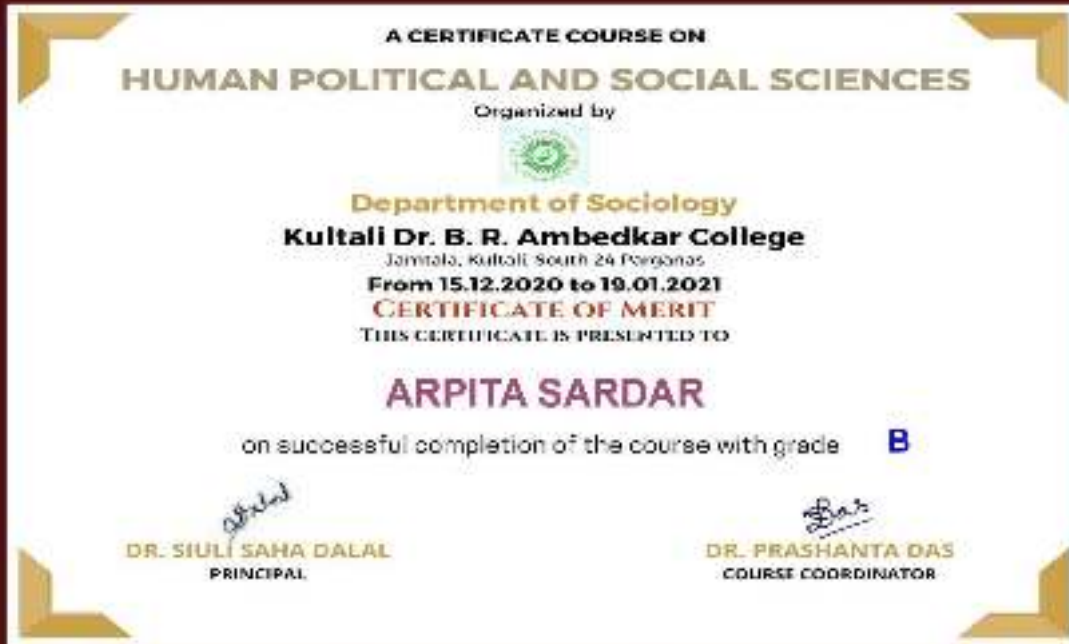 A CERTIFICATE COURSE ON
HUMAN POLITICAL AND SOCIAL SCIENCES
Organized by
Department of Sociology
Kultali Dr. B. R. Ambedkar College
Jamtala, Kultali, South 24 Parganas
From 15.12.2020 to 19.01.2021
CERTIFICATE OF MERIT
THIS CERTIFICATE IS PRESENTED TO
ARPITA SARDAR
on successful completion of the course with grade B
DR. SIULI SAHA DALAL
PRINCIPAL
DR. PRASHANTA DAS
COURSE COORDINATOR